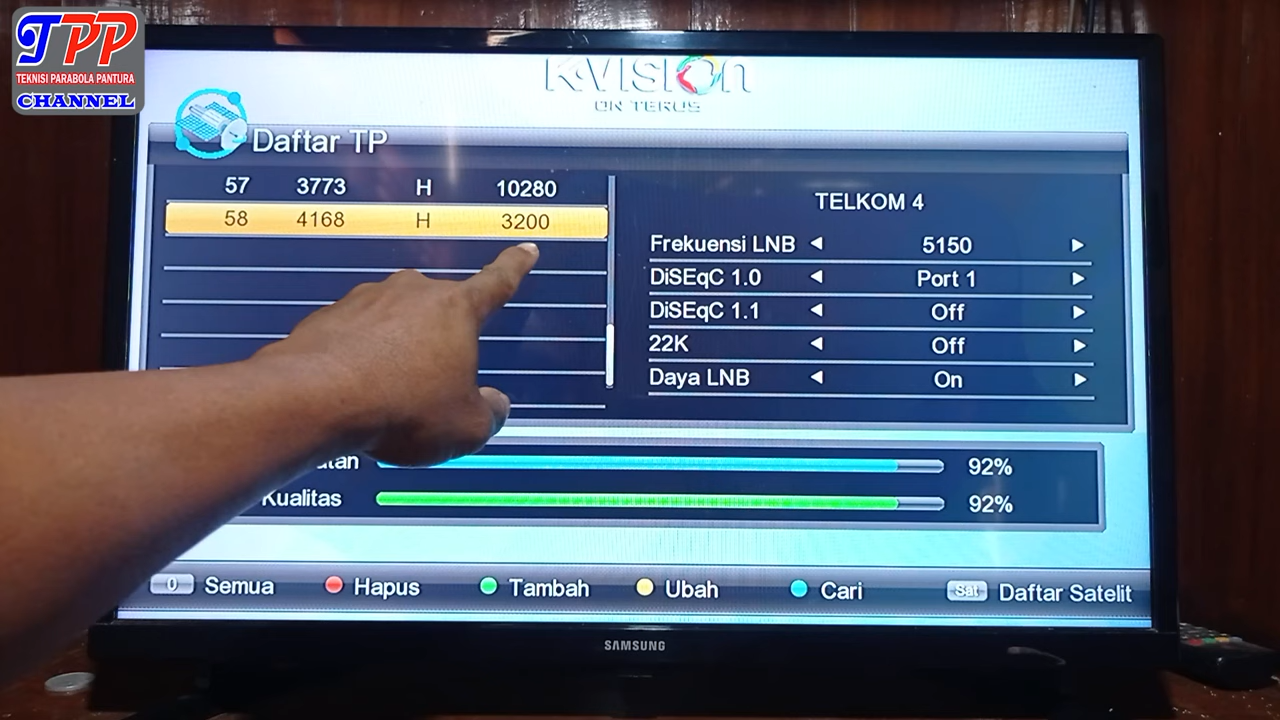 TPP
TEKNISI PARABOLA PANTURA
CHANNEL
K-VISION
ON TERUS
Daftar TP
57 3773 H 10280
58 4168 H 3200
TELKOM 4
Frekuensi LNB 5150
DiSEqC 1.0 Port 1
DiSEqC 1.1 Off
22K Off
Daya LNB On
92%
Kualitas 92%
0 Semua Hapus Tambah Ubah Cari Sat Daftar Satelit
SAMSUNG